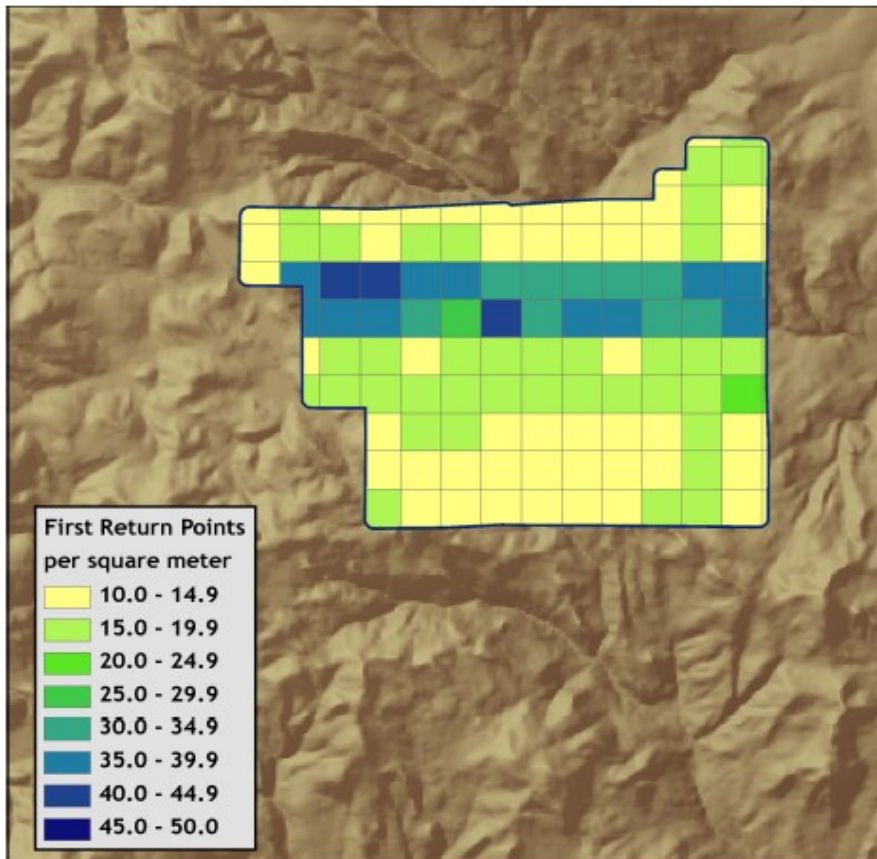 First Return Points
per square meter
10.0 - 14.9
15.0 - 19.9
20.0 - 24.9
25.0 - 29.9
30.0 - 34.9
35.0 - 39.9
40.0 - 44.9
45.0 - 50.0